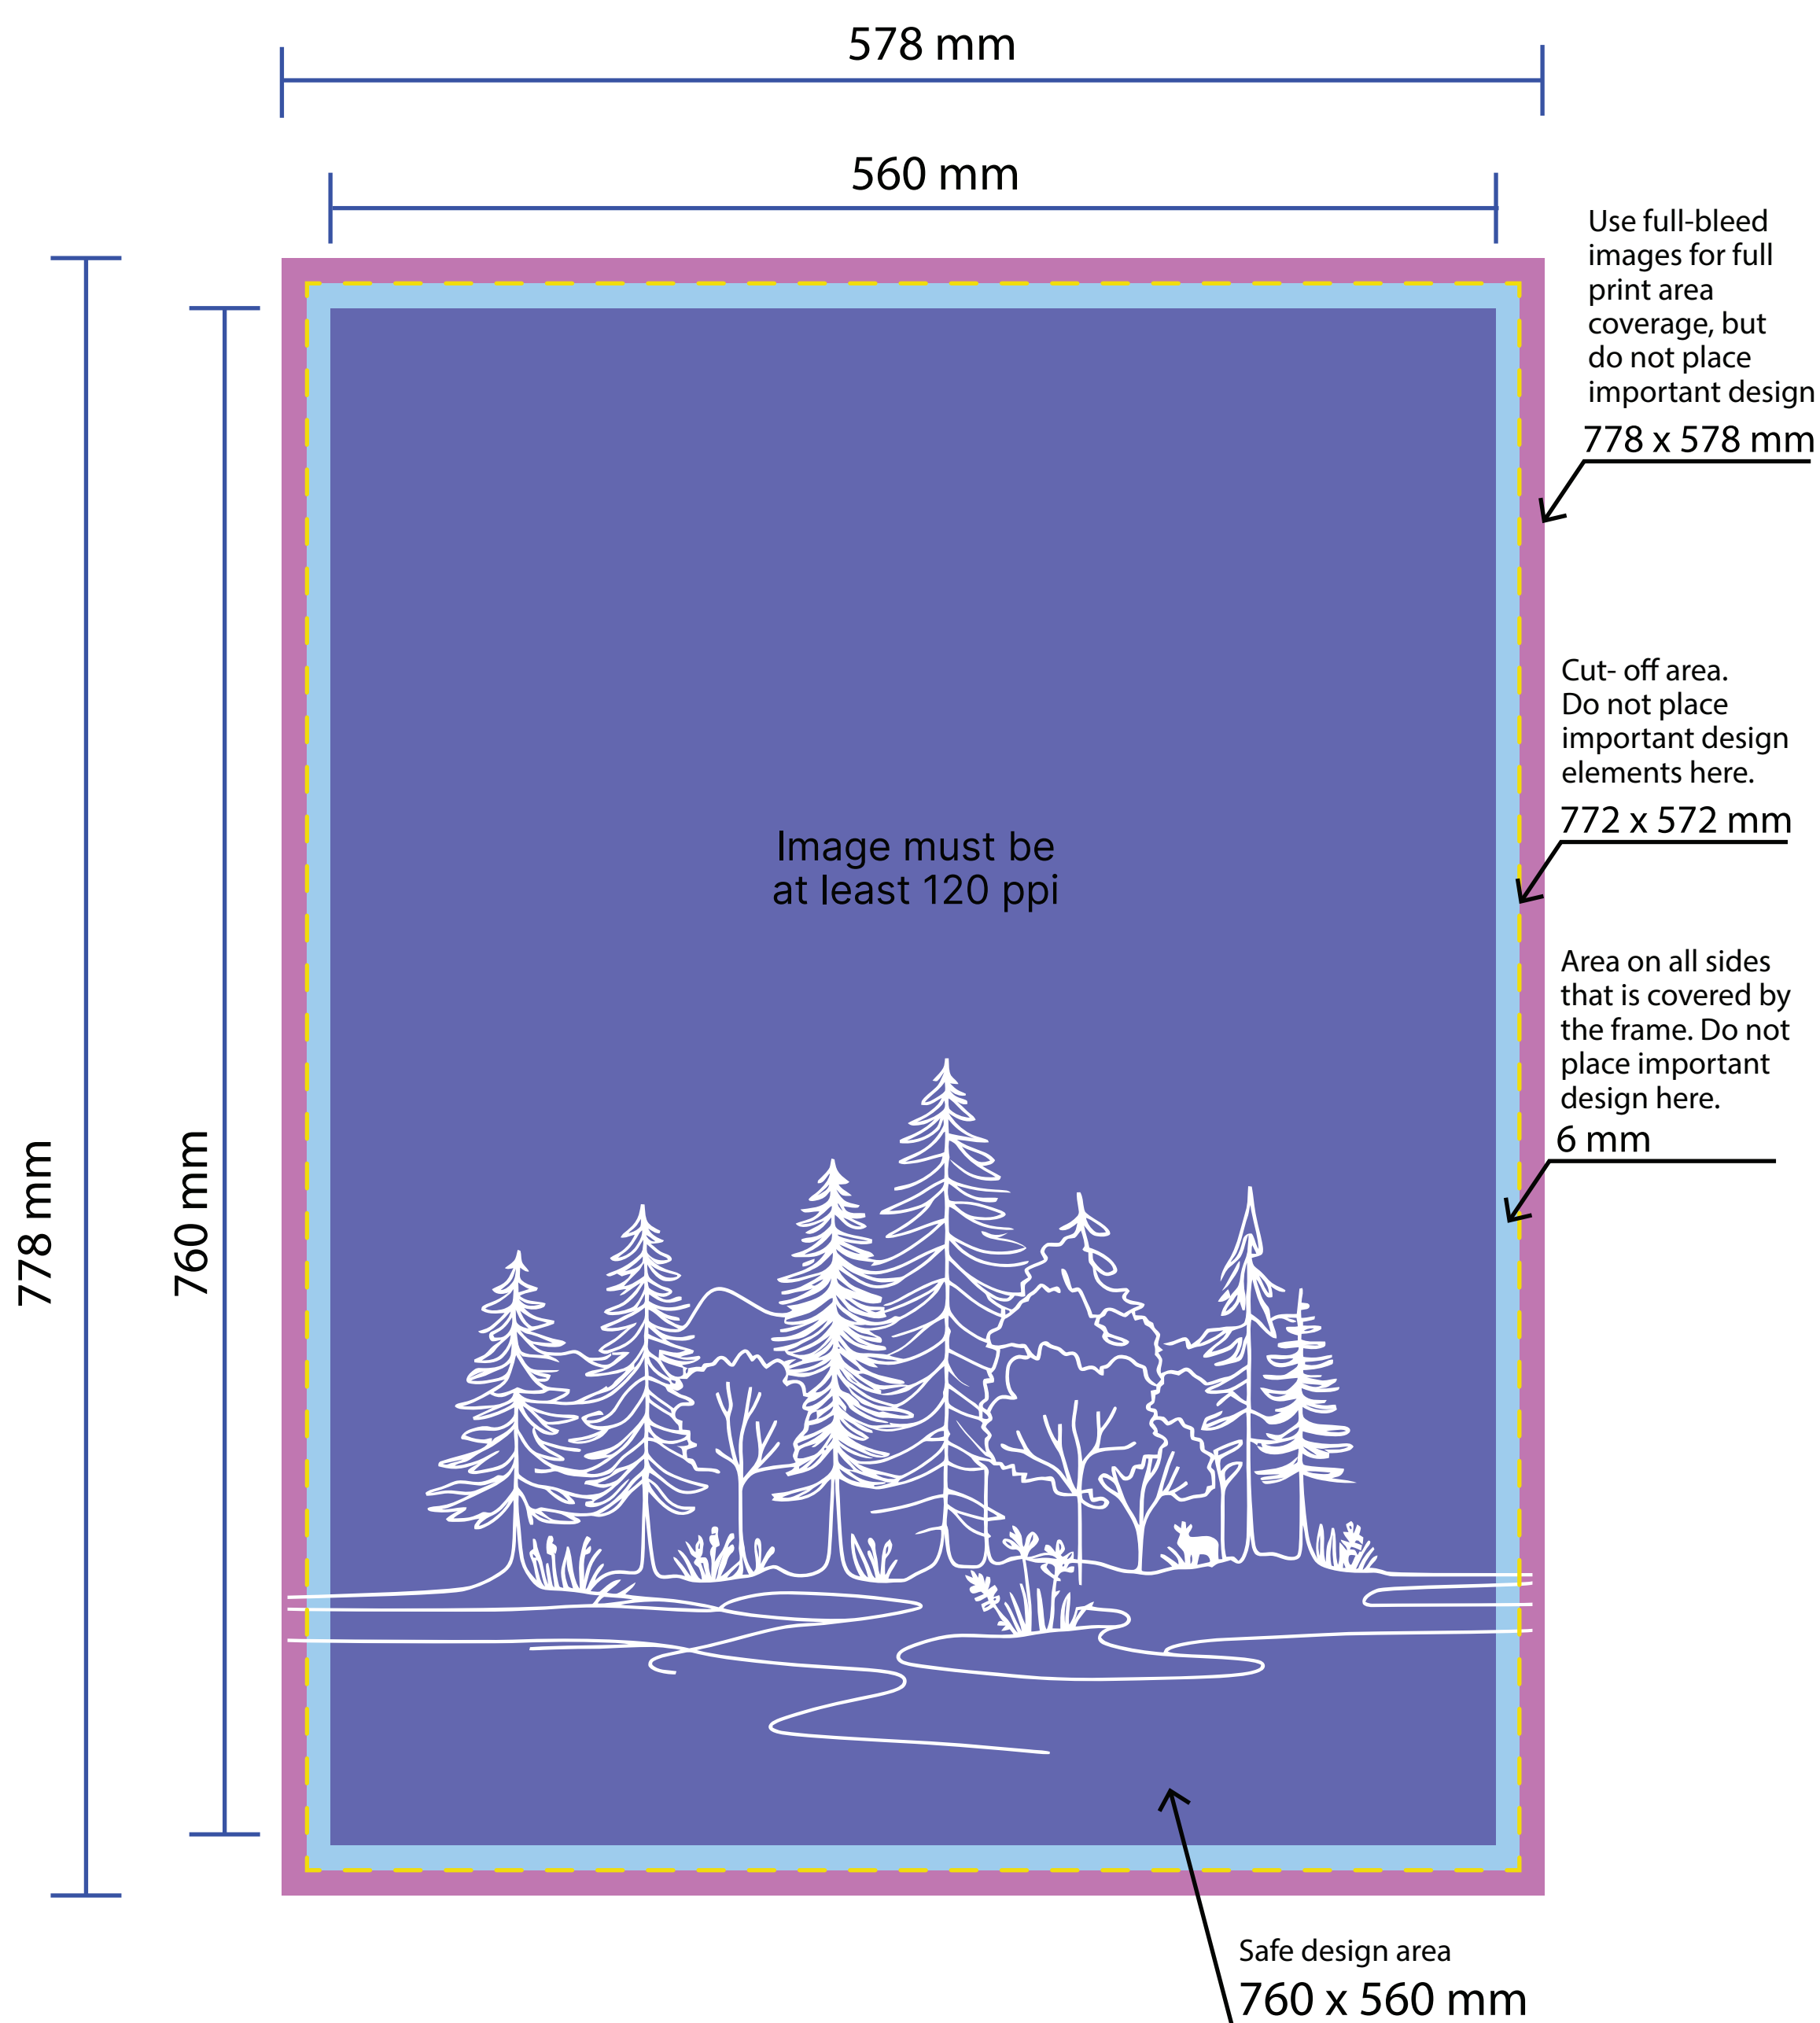 578 mm
560 mm
Use full-bleed
images for full
print area
coverage, but
do not place
important design
778 x 578 mm
Cut- off area.
Do not place
important design
elements here.
772 x 572 mm
Image must be
at least 120 ppi
Area on all sides
that is covered by
the frame. Do not
place important
design here.
6 mm
778 mm
760 mm
Safe design area
760 x 560 mm